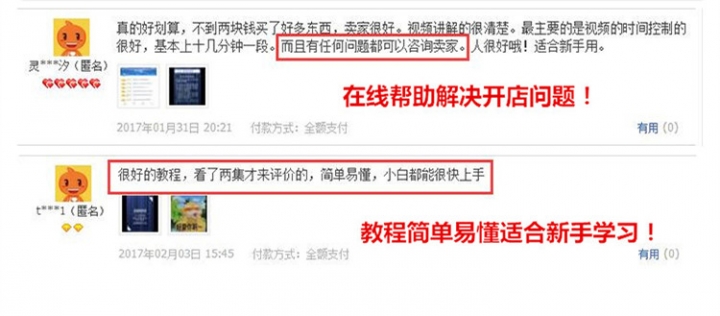 真的好划算，不到两块钱买了好多东西，卖家很好。视频讲解的很清楚。最主要的是视频的时间控制的
很好，基本上十几分钟一段。而且有任何问题都可以咨询卖家。人很好哦！适合新手用。
灵***汐（匿名）
在线帮助解决开店问题！
2017年01月31日 20:21 付款方式：全额支付 有用 (0)
很好的教程，看了两集才来评价的，简单易懂，小白都能很快上手
t***1（匿名）
教程简单易懂适合新手学习！
2017年02月03日 15:45 付款方式：全额支付 有用 (0)